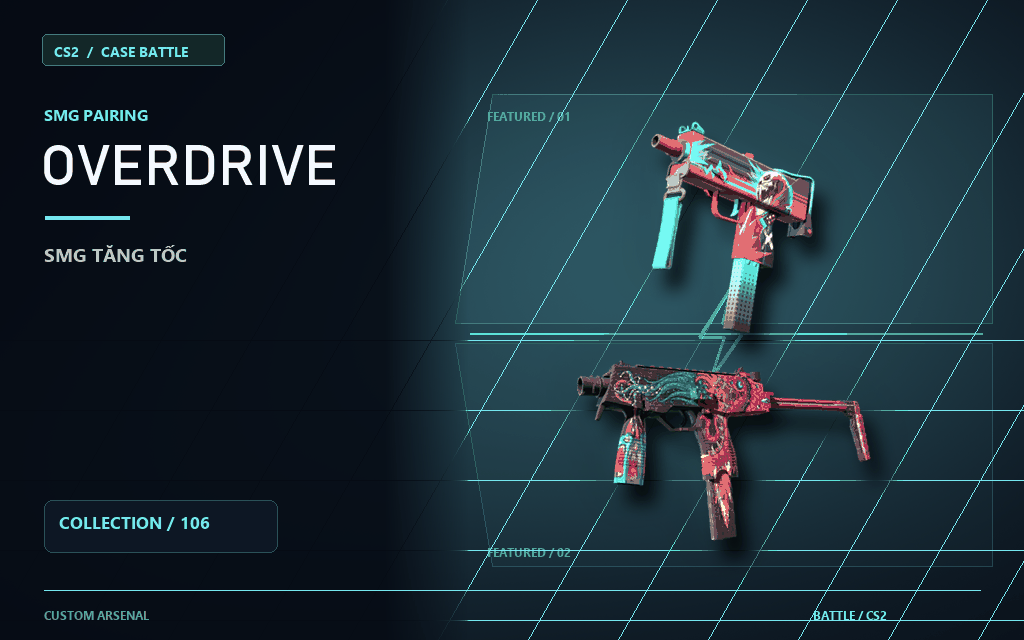 CS2 / CASE BATTLE
SMG PAIRING
OVERDRIVE
SMG TĂNG TỐC
FEATURED / 01
COLLECTION / 106
FEATURED / 02
CUSTOM ARSENAL
BATTLE / CS2